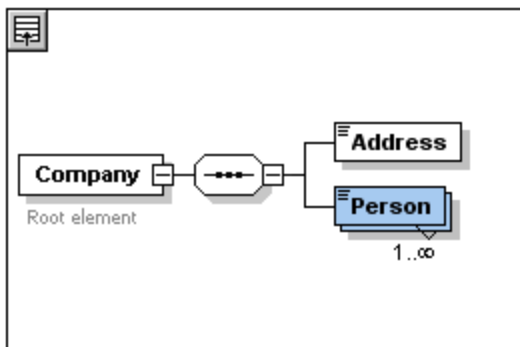 Address
Company
Root element
Person
1..∞